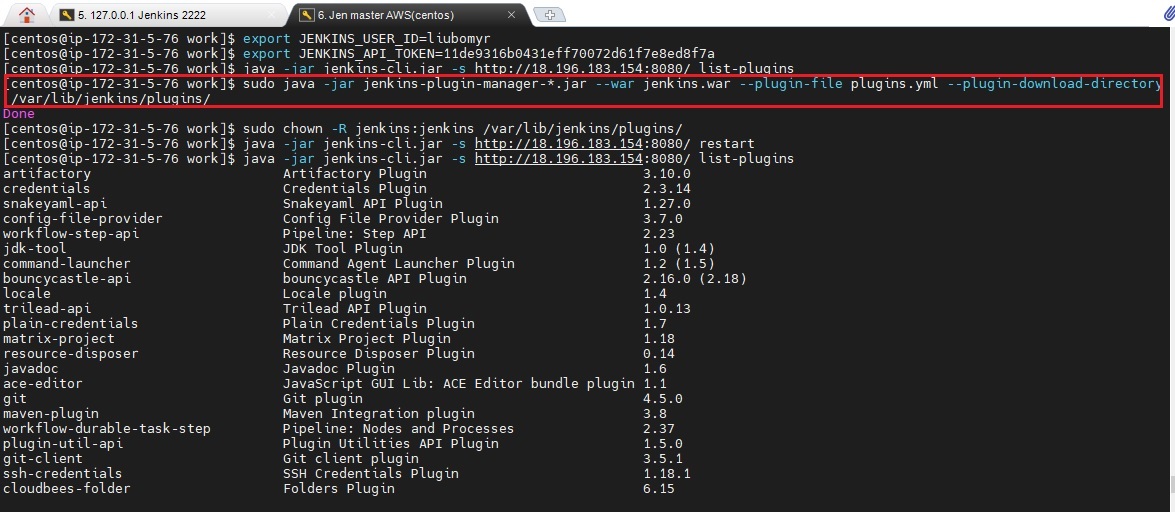 5. 127.0.0.1 Jenkins 2222
6. Jen master AWS(centos)
[centos@ip-172-31-5-76 work]$ export JENKINS_USER_ID=liubomyr
[centos@ip-172-31-5-76 work]$ export JENKINS_API_TOKEN=11de9316b0431eff70072d61f7e8ed8f7a
[centos@ip-172-31-5-76 work]$ java -jar jenkins-cli.jar -s http://18.196.183.154:8080/ list-plugins
[centos@ip-172-31-5-76 work]$ sudo java -jar jenkins-plugin-manager-*.jar --war jenkins.war --plugin-file plugins.yml --plugin-download-directory
/var/lib/jenkins/plugins/
Done
[centos@ip-172-31-5-76 work]$ sudo chown -R jenkins:jenkins /var/lib/jenkins/plugins/
[centos@ip-172-31-5-76 work]$ java -jar jenkins-cli.jar -s http://18.196.183.154:8080/ restart
[centos@ip-172-31-5-76 work]$ java -jar jenkins-cli.jar -s http://18.196.183.154:8080/ list-plugins
artifactory Artifactory Plugin 3.10.0
credentials Credentials Plugin 2.3.14
snakeyaml-api Snakeyaml API Plugin 1.27.0
config-file-provider Config File Provider Plugin 3.7.0
workflow-step-api Pipeline: Step API 2.23
jdk-tool JDK Tool Plugin 1.0 (1.4)
command-launcher Command Agent Launcher Plugin 1.2 (1.5)
bouncycastle-api bouncycastle API Plugin 2.16.0 (2.18)
locale Locale plugin 1.4
trilead-api Trilead API Plugin 1.0.13
plain-credentials Plain Credentials Plugin 1.7
matrix-project Matrix Project Plugin 1.18
resource-disposer Resource Disposer Plugin 0.14
javadoc Javadoc Plugin 1.6
ace-editor JavaScript GUI Lib: ACE Editor bundle plugin 1.1
git Git plugin 4.5.0
maven-plugin Maven Integration plugin 3.8
workflow-durable-task-step Pipeline: Nodes and Processes 2.37
plugin-util-api Plugin Utilities API Plugin 1.5.0
git-client Git client plugin 3.5.1
ssh-credentials SSH Credentials Plugin 1.18.1
cloudbees-folder Folders Plugin 6.15